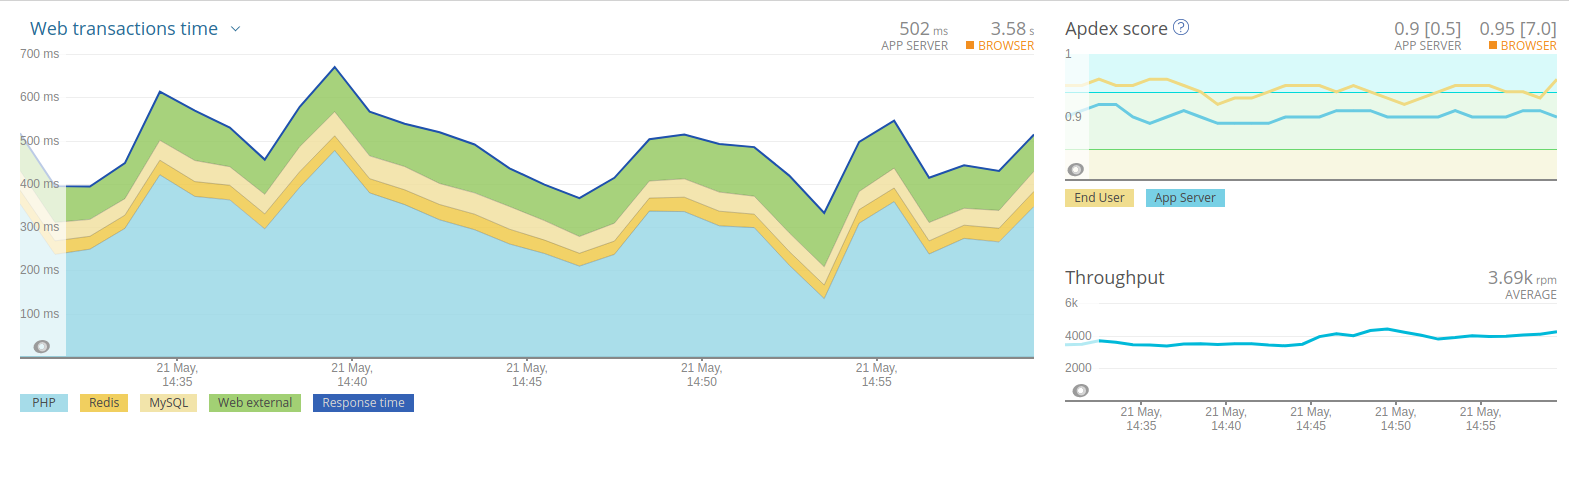 Web transactions time
502 ms
APP SERVER
3.58 s
BROWSER
700 ms
600 ms
500 ms
400 ms
300 ms
200 ms
100 ms
21 May,
14:35
21 May,
14:40
21 May,
14:45
21 May,
14:50
21 May,
14:55
PHP
Redis
MySQL
Web external
Response time
Apdex score ?
0.9 [0.5]
APP SERVER
0.95 [7.0]
BROWSER
1
0.9
End User
App Server
Throughput
3.69k rpm
AVERAGE
6k
4000
2000
21 May,
14:35
21 May,
14:40
21 May,
14:45
21 May,
14:50
21 May,
14:55